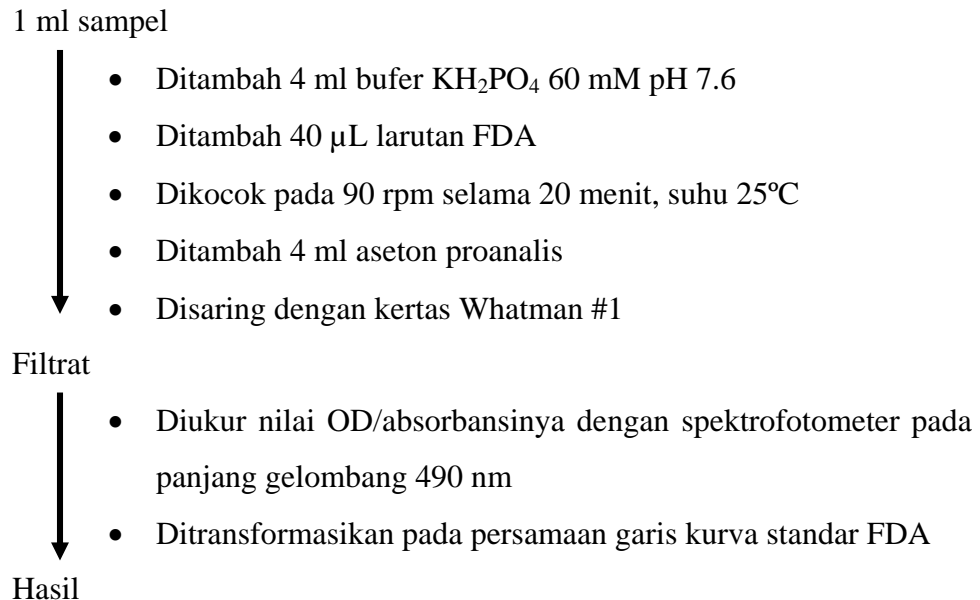 1 ml sampel
• Ditambah 4 ml bufer KH₂PO₄ 60 mM pH 7.6
• Ditambah 40 µL larutan FDA
• Dikocok pada 90 rpm selama 20 menit, suhu 25ºC
• Ditambah 4 ml aseton proanalis
• Disaring dengan kertas Whatman #1
Filtrat
• Diukur nilai OD/absorbansinya dengan spektrofotometer pada
panjang gelombang 490 nm
• Ditransformasikan pada persamaan garis kurva standar FDA
Hasil